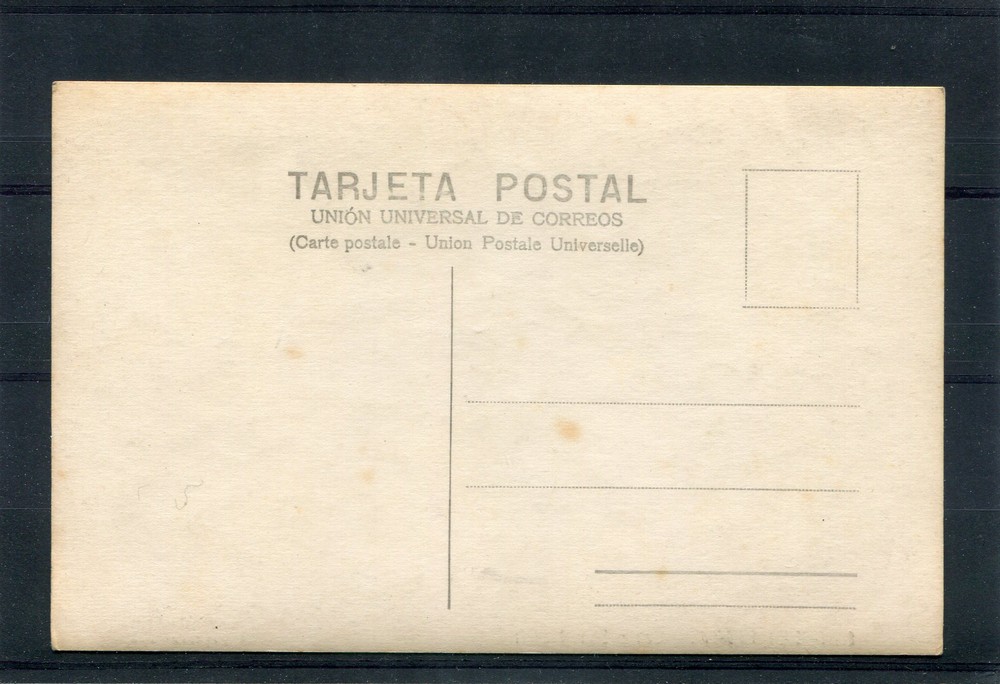 TARJETA POSTAL
UNIÓN UNIVERSAL DE CORREOS
(Carte postale - Union Postale Universelle)